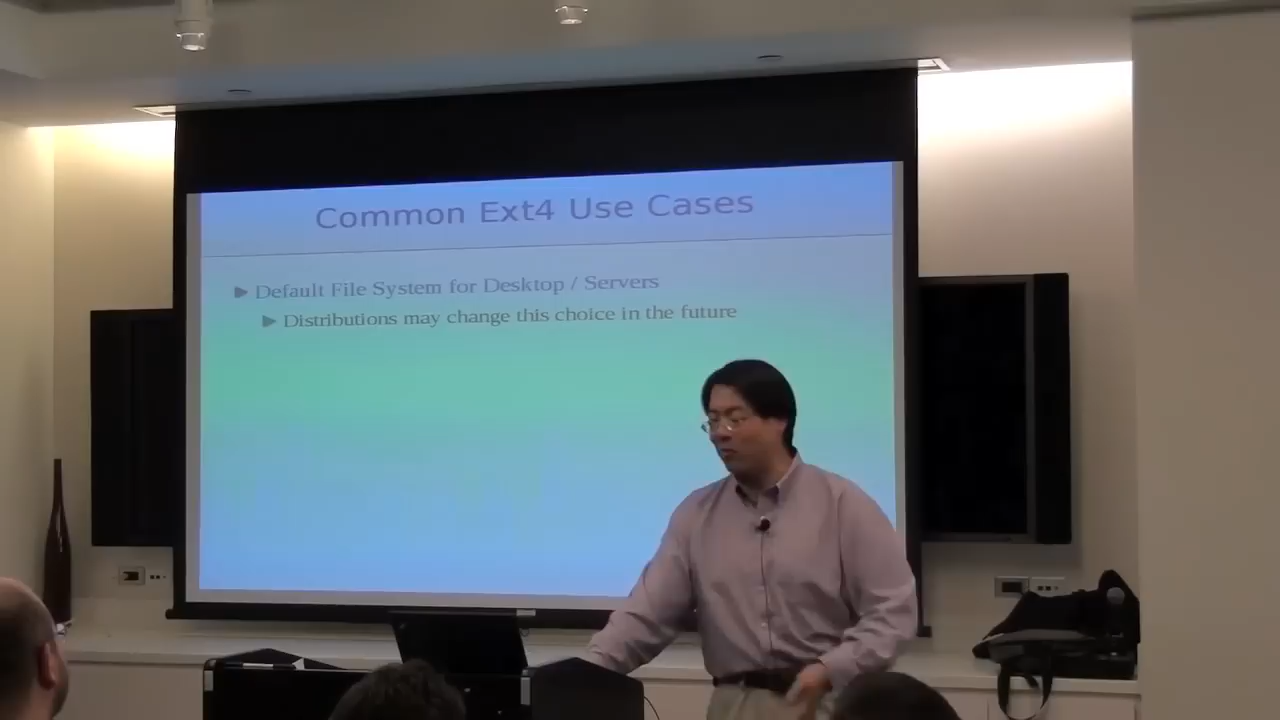 Common Ext4 Use Cases
Default File System for Desktop / Servers
Distributions may change this choice in the future